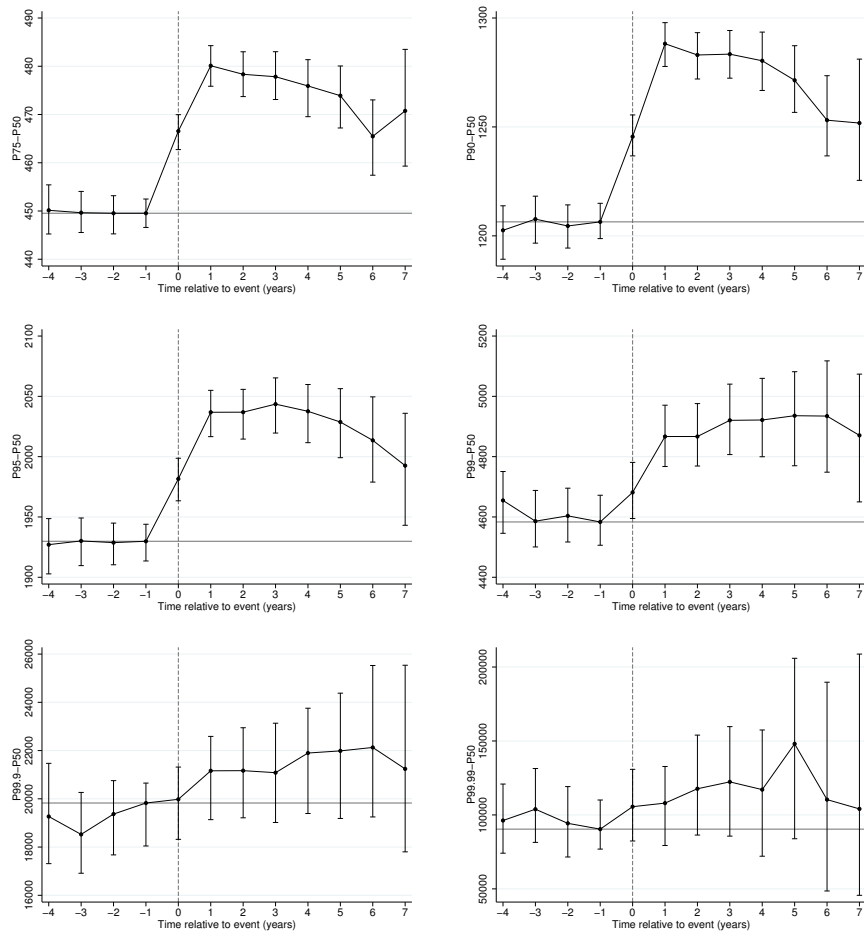 P75−P50
490
480
470
460
450
440
−4 −3 −2 −1 0 1 2 3 4 5 6 7
Time relative to event (years)
P90−P50
1300
1250
1200
−4 −3 −2 −1 0 1 2 3 4 5 6 7
Time relative to event (years)
P95−P50
2100
2050
2000
1950
1900
−4 −3 −2 −1 0 1 2 3 4 5 6 7
Time relative to event (years)
P99−P50
5200
5000
4800
4600
4400
−4 −3 −2 −1 0 1 2 3 4 5 6 7
Time relative to event (years)
P99.9−P50
26000
24000
22000
20000
18000
16000
−4 −3 −2 −1 0 1 2 3 4 5 6 7
Time relative to event (years)
P99.99−P50
200000
150000
100000
50000
−4 −3 −2 −1 0 1 2 3 4 5 6 7
Time relative to event (years)